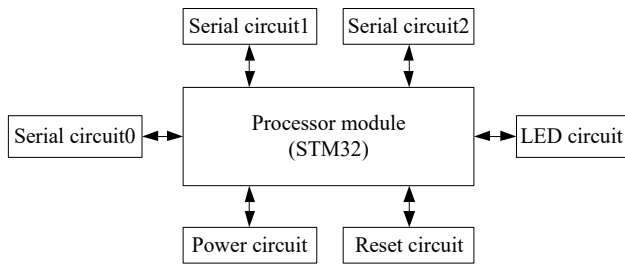 Serial circuit1
Serial circuit2
Serial circuit0
Processor module
(STM32)
LED circuit
Power circuit
Reset circuit